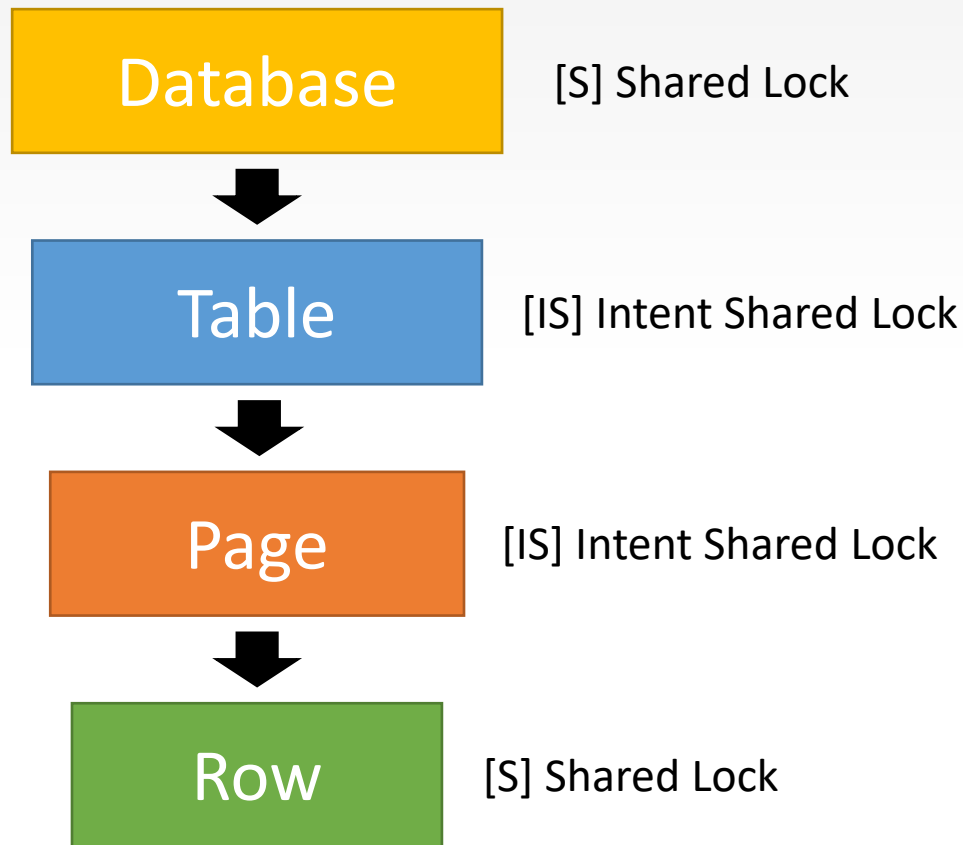 Database
[S] Shared Lock
Table
[IS] Intent Shared Lock
Page
[IS] Intent Shared Lock
Row
[S] Shared Lock